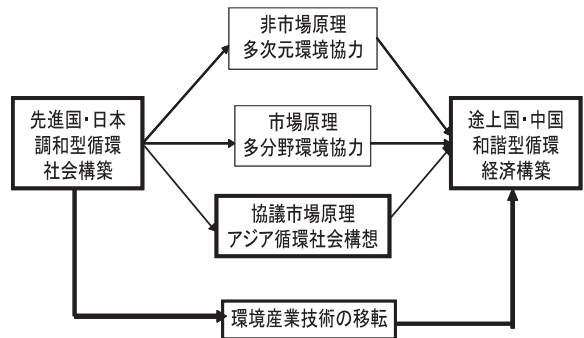 非市場原理
多次元環境協力
先進国・日本
調和型循環
社会構築
市場原理
多分野環境協力
途上国・中国
和諧型循環
経済構築
協議市場原理
アジア循環社会構想
環境産業技術の移転